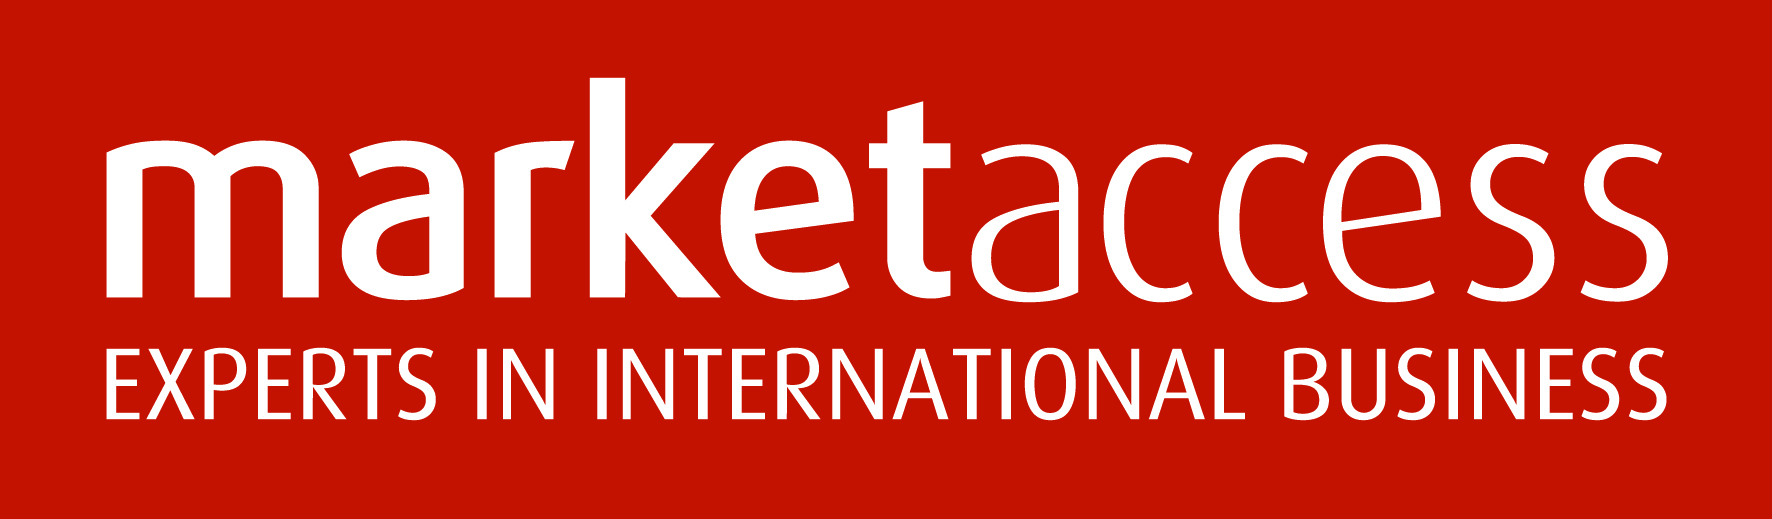 marketaccess
EXPERTS IN INTERNATIONAL BUSINESS